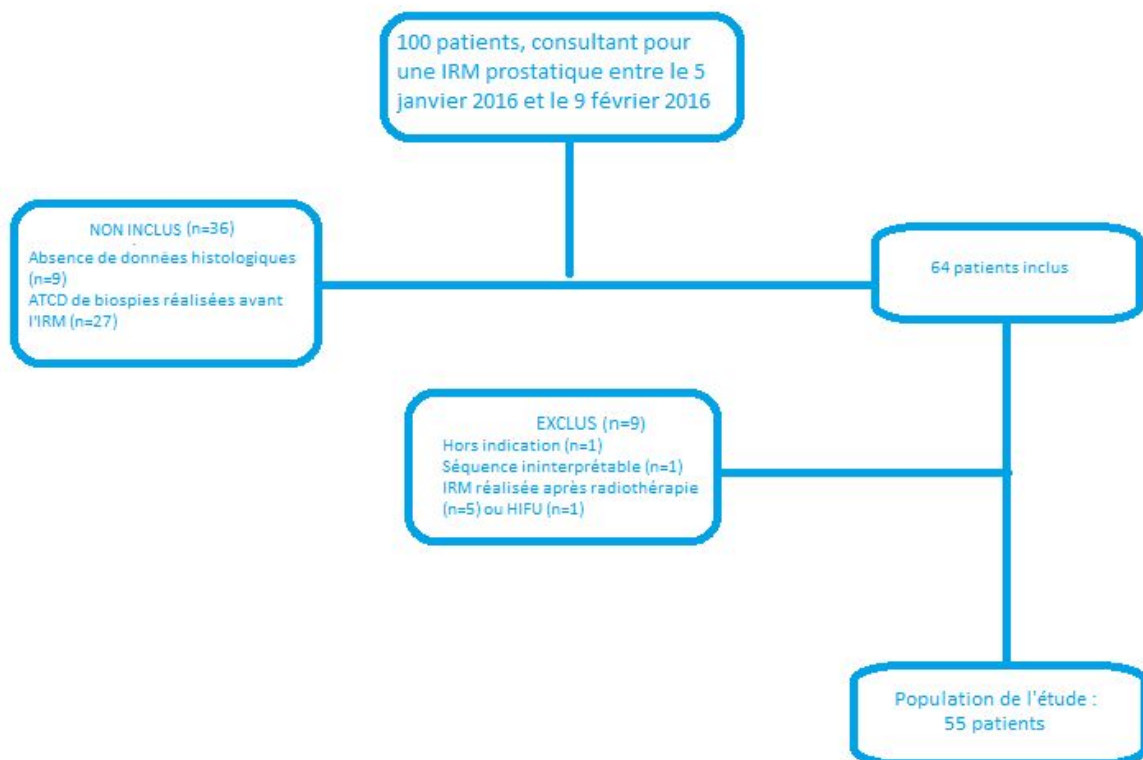 100 patients, consultant pour
une IRM prostatique entre le 5
janvier 2016 et le 9 février 2016
NON INCLUS (n=36)
Absence de données histologiques
(n=9)
ATCD de biospies réalisées avant
l'IRM (n=27)
64 patients inclus
EXCLUS (n=9)
Hors indication (n=1)
Séquence ininterprétable (n=1)
IRM réalisée après radiothérapie
(n=5) ou HIFU (n=1)
Population de l'étude :
55 patients